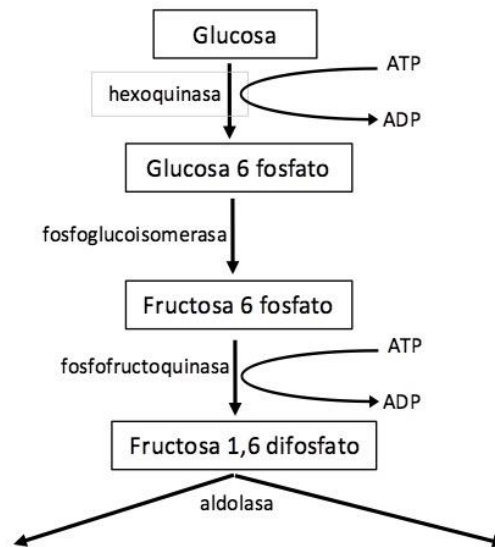 Glucosa
ATP
hexoquinasa
ADP
Glucosa 6 fosfato
fosfoglucoisomerasa
Fructosa 6 fosfato
ATP
fosfofructoquinasa
ADP
Fructosa 1,6 difosfato
aldolasa